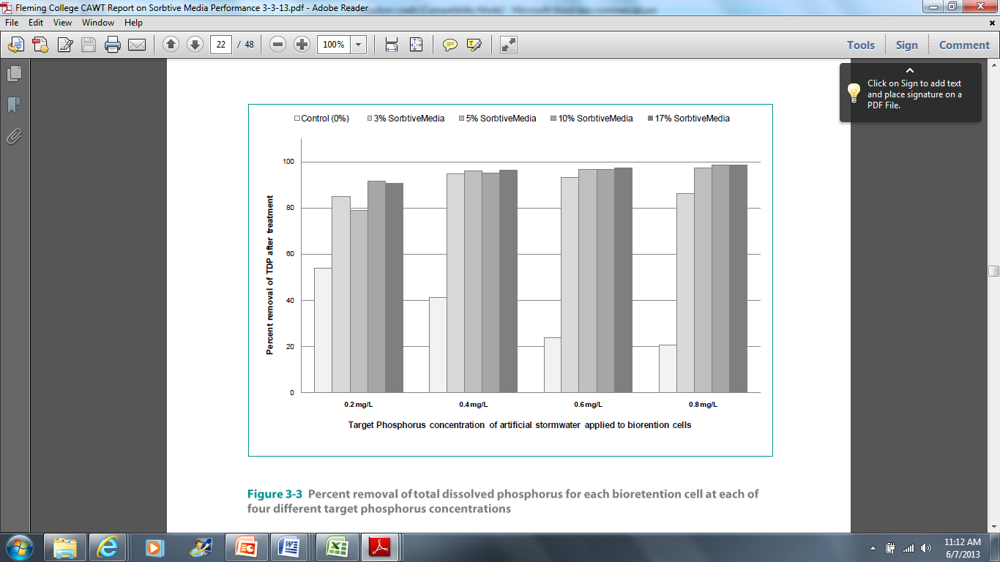 Fleming College CAWT Report on Sorbtive Media Performance 3-3-13.pdf - Adobe Reader
File Edit View Window Help
22 / 48 100% Tools Sign Comment
Click on Sign to add text
and place signature on a
PDF File.
Control (0%) 3% SorbtiveMedia 5% SorbtiveMedia 10% SorbtiveMedia 17% SorbtiveMedia
Percent removal of TDP after treatment
100
80
60
40
20
0
0.2 mg/L 0.4 mg/L 0.6 mg/L 0.8 mg/L
Target Phosphorus concentration of artificial stormwater applied to biorention cells
Figure 3-3 Percent removal of total dissolved phosphorus for each bioretention cell at each of
four different target phosphorus concentrations
11:12 AM
6/7/2013